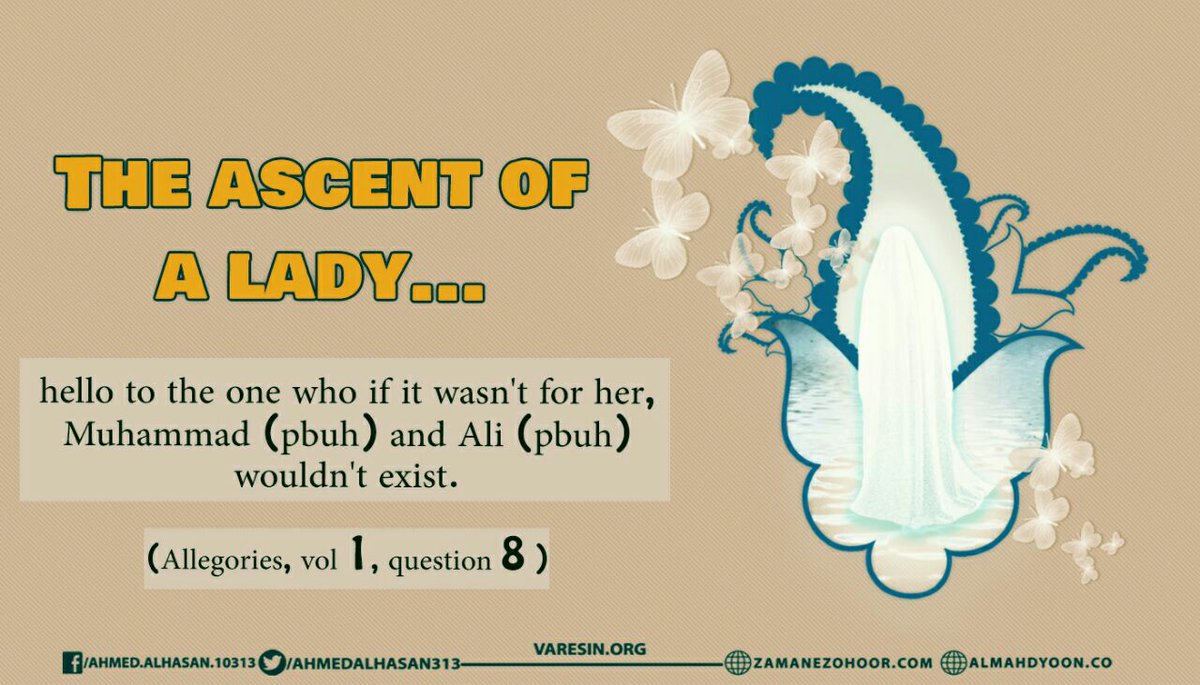 THE ASCENT OF
A LADY...
hello to the one who if it wasn't for her,
Muhammad (pbuh) and Ali (pbuh)
wouldn't exist.
(Allegories, vol 1, question 8 )
VARESIN.ORG
/AHMED.ALHASAN.10313 /AHMEDALHASAN313 ZAMANEZOHOOR.COM ALMAHDYOON.CO